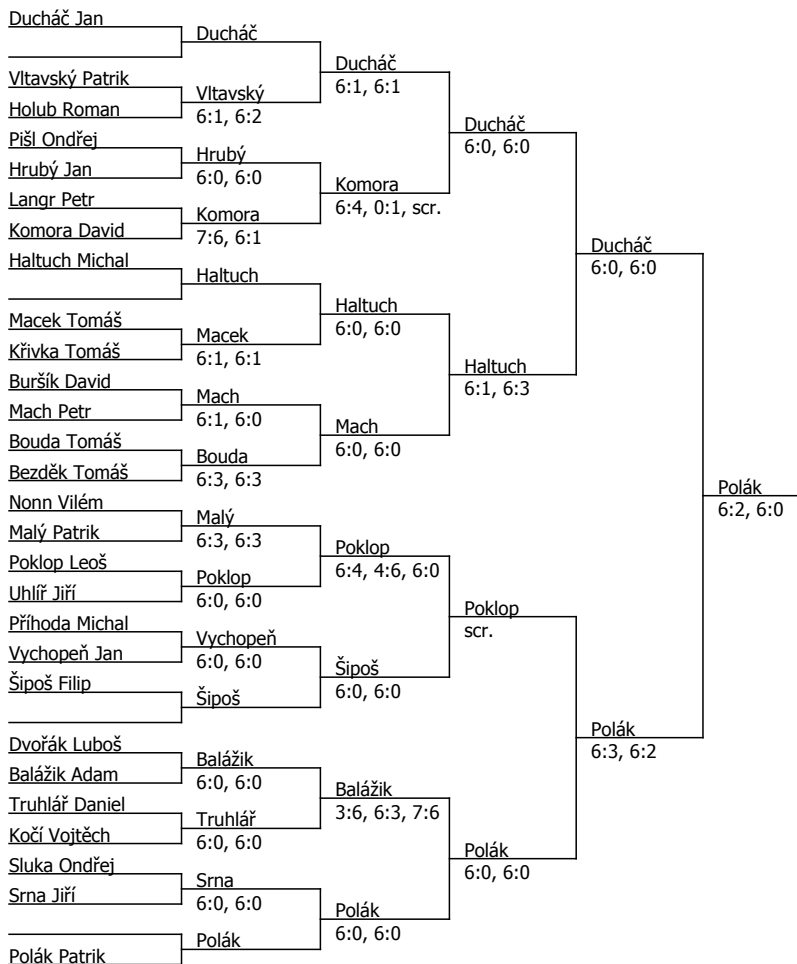 Ducháč Jan
Ducháč
Ducháč
6:1, 6:1
Vltavský Patrik
Vltavský
6:1, 6:2
Holub Roman
Ducháč
6:0, 6:0
Pišl Ondřej
Hrubý
6:0, 6:0
Hrubý Jan
Komora
6:4, 0:1, scr.
Langr Petr
Komora
7:6, 6:1
Komora David
Ducháč
6:0, 6:0
Haltuch Michal
Haltuch
Haltuch
6:0, 6:0
Macek Tomáš
Macek
6:1, 6:1
Křivka Tomáš
Haltuch
6:1, 6:3
Buršík David
Mach
6:1, 6:0
Mach Petr
Mach
6:0, 6:0
Bouda Tomáš
Bouda
6:3, 6:3
Bezděk Tomáš
Polák
6:2, 6:0
Nonn Vilém
Malý
6:3, 6:3
Malý Patrik
Poklop
6:4, 4:6, 6:0
Poklop Leoš
Poklop
6:0, 6:0
Uhlíř Jiří
Poklop
scr.
Příhoda Michal
Vychopeň
6:0, 6:0
Vychopeň Jan
Šipoš
6:0, 6:0
Šipoš Filip
Šipoš
Polák
6:3, 6:2
Dvořák Luboš
Balážik
6:0, 6:0
Balážik Adam
Balážik
3:6, 6:3, 7:6
Truhlář Daniel
Truhlář
6:0, 6:0
Kočí Vojtěch
Polák
6:0, 6:0
Sluka Ondřej
Srna
6:0, 6:0
Srna Jiří
Polák
6:0, 6:0
Polák
Polák Patrik